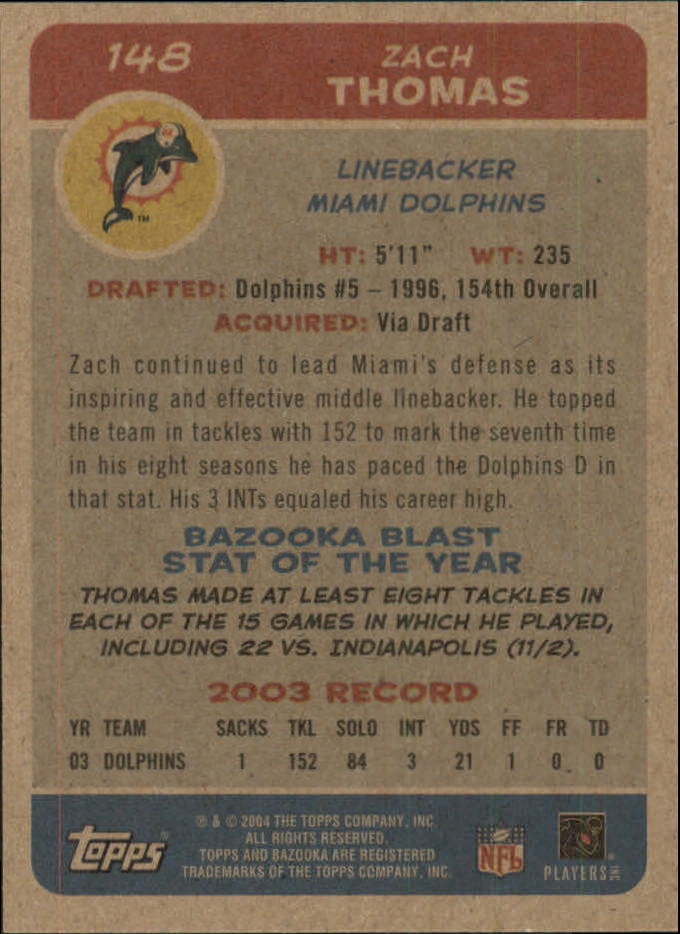 148
ZACH
THOMAS
TM
LINEBACKER
MIAMI DOLPHINS
HT: 5'11" WT: 235
DRAFTED: Dolphins #5 – 1996, 154th Overall
ACQUIRED: Via Draft
Zach continued to lead Miami's defense as its
inspiring and effective middle linebacker. He topped
the team in tackles with 152 to mark the seventh time
in his eight seasons he has paced the Dolphins D in
that stat. His 3 INTs equaled his career high.
BAZOOKA BLAST
STAT OF THE YEAR
THOMAS MADE AT LEAST EIGHT TACKLES IN
EACH OF THE 15 GAMES IN WHICH HE PLAYED,
INCLUDING 22 VS. INDIANAPOLIS (11/2).
2003 RECORD
YR TEAM SACKS TKL SOLO INT YDS FF FR TD
03 DOLPHINS 1 152 84 3 21 1 0 0
topps®
® & © 2004 THE TOPPS COMPANY, INC.
ALL RIGHTS RESERVED.
TOPPS AND BAZOOKA ARE REGISTERED
TRADEMARKS OF THE TOPPS COMPANY, INC.
NFL
PLAYERS INC